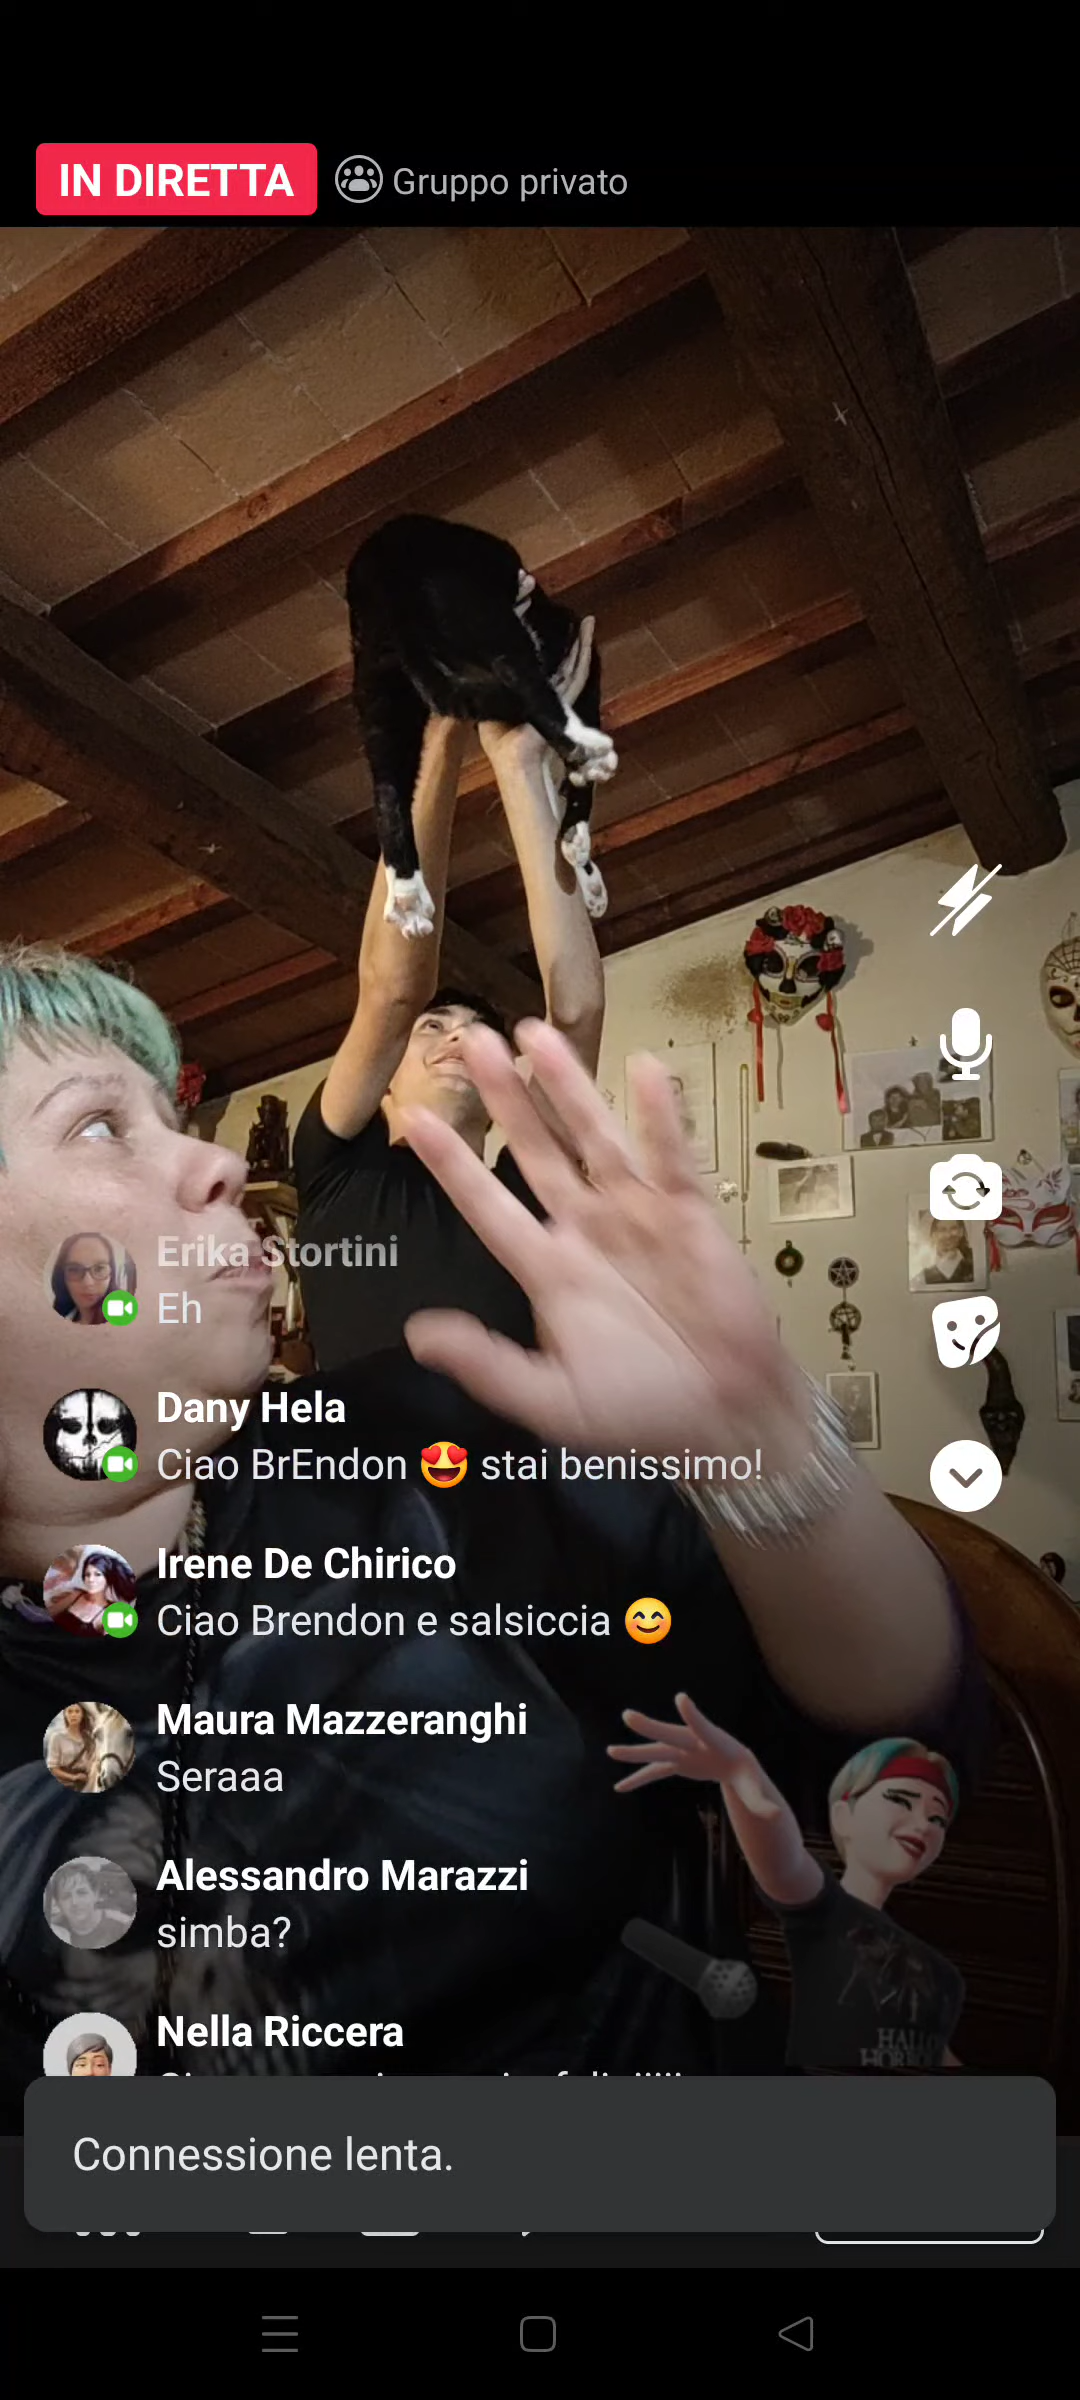 IN DIRETTA
Gruppo privato
Erika Stortini
Eh
Dany Hela
Ciao BrEndon 😍 stai benissimo!
Irene De Chirico
Ciao Brendon e salsiccia 😊
Maura Mazzeranghi
Seraaa
Alessandro Marazzi
simba?
Nella Riccera
Connessione lenta.